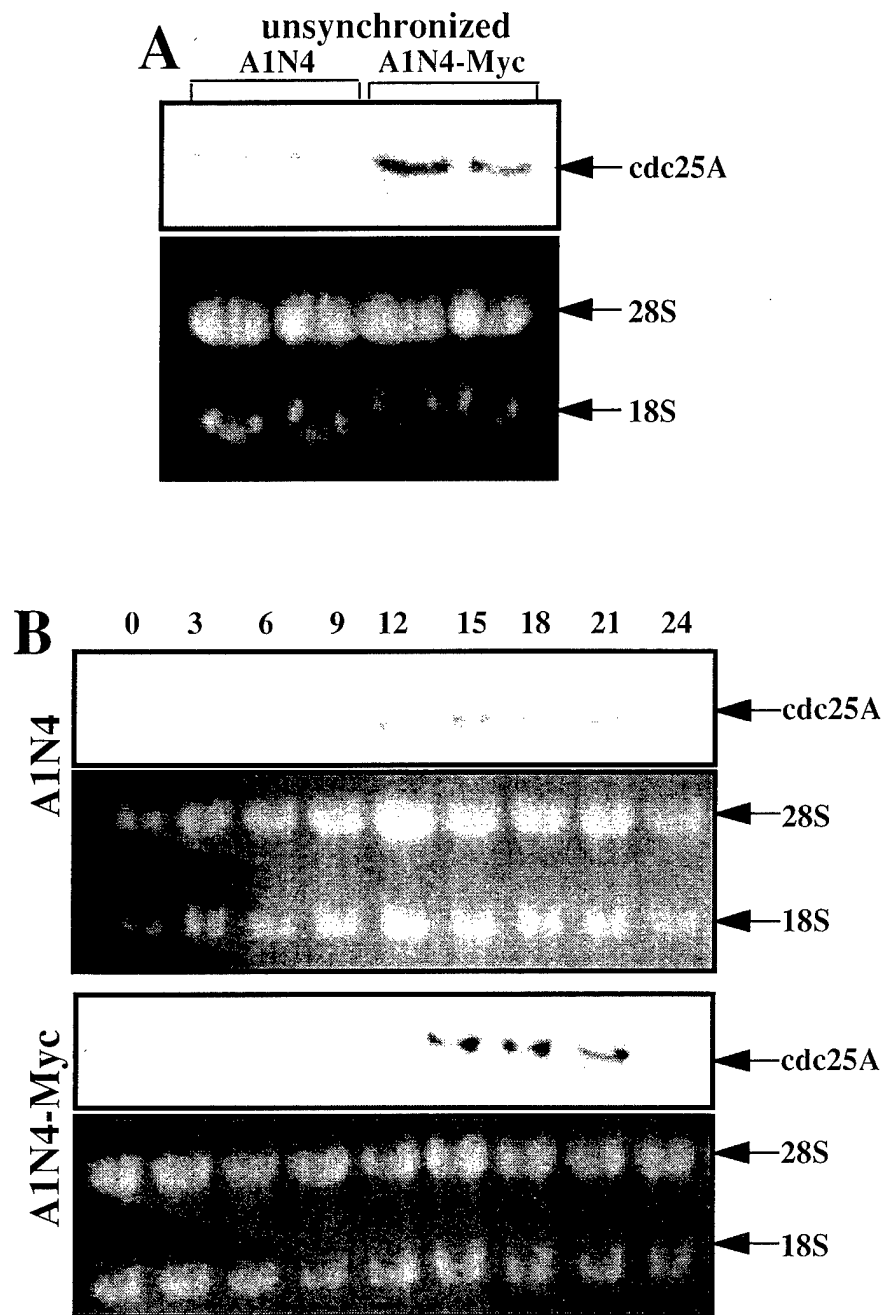 A
unsynchronized
A1N4 A1N4-Myc
cdc25A
28S
18S
B
0 3 6 9 12 15 18 21 24
A1N4
cdc25A
28S
18S
A1N4-Myc
cdc25A
28S
18S